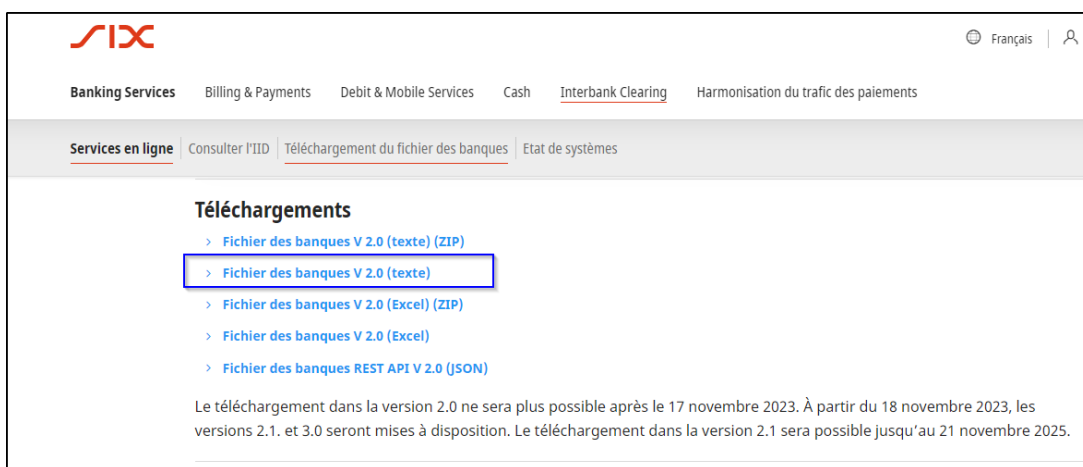 SIX
Français
Banking Services Billing & Payments Debit & Mobile Services Cash Interbank Clearing Harmonisation du trafic des paiements
Services en ligne Consulter l'IID Téléchargement du fichier des banques Etat de systèmes
Téléchargements
> Fichier des banques V 2.0 (texte) (ZIP)
> Fichier des banques V 2.0 (texte)
> Fichier des banques V 2.0 (Excel) (ZIP)
> Fichier des banques V 2.0 (Excel)
> Fichier des banques REST API V 2.0 (JSON)
Le téléchargement dans la version 2.0 ne sera plus possible après le 17 novembre 2023. À partir du 18 novembre 2023, les
versions 2.1. et 3.0 seront mises à disposition. Le téléchargement dans la version 2.1 sera possible jusqu'au 21 novembre 2025.